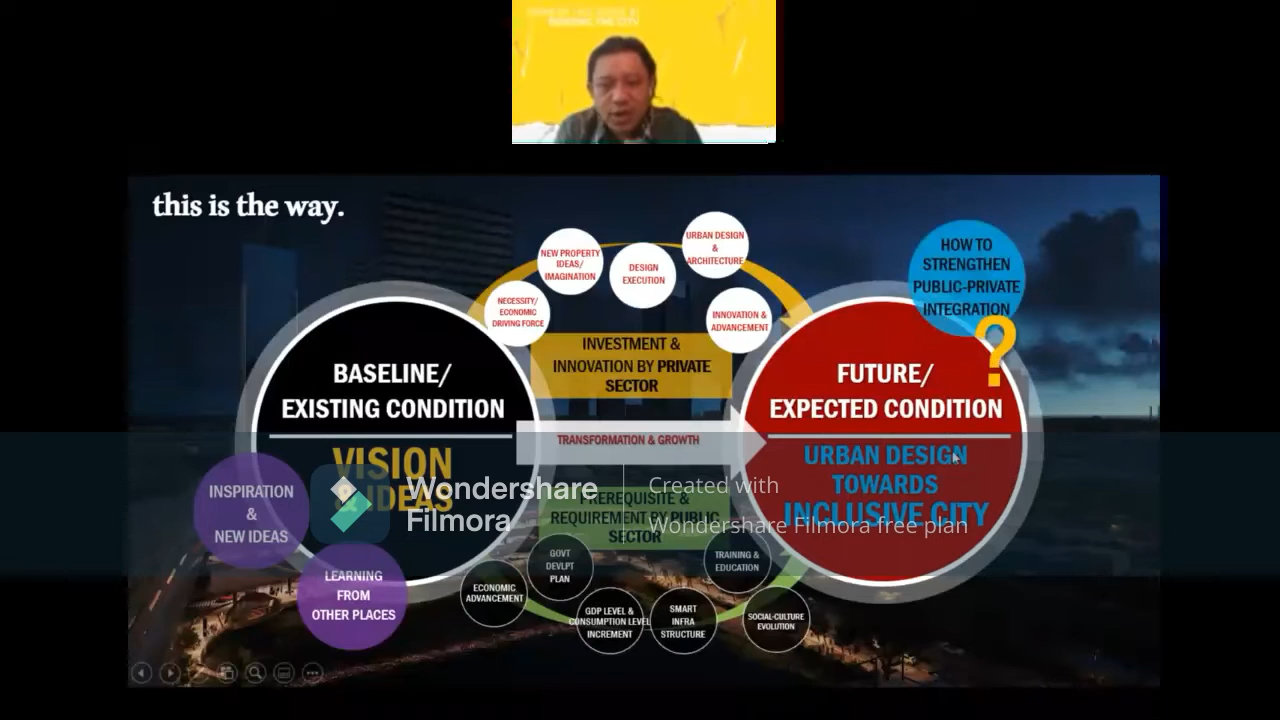 this is the way.
NEW PROPERTY
IDEAS/
IMAGINATION
DESIGN
EXECUTION
URBAN DESIGN
&
ARCHITECTURE
NECESSITY/
ECONOMIC
DRIVING FORCE
INNOVATION &
ADVANCEMENT
HOW TO
STRENGTHEN
PUBLIC-PRIVATE
INTEGRATION
?
INVESTMENT &
INNOVATION BY PRIVATE
SECTOR
BASELINE/
EXISTING CONDITION
VISION
& IDEAS
TRANSFORMATION & GROWTH
FUTURE/
EXPECTED CONDITION
URBAN DESIGN
TOWARDS
INCLUSIVE CITY
INSPIRATION
&
NEW IDEAS
LEARNING
FROM
OTHER PLACES
Wondershare
Filmora
Created with
Wondershare Filmora free plan
PREREQUISITE &
REQUIREMENT BY PUBLIC
SECTOR
ECONOMIC
ADVANCEMENT
GOVT
DEVLPT
PLAN
GDP LEVEL &
CONSUMPTION LEVEL
INCREMENT
SMART
INFRA
STRUCTURE
TRAINING &
EDUCATION
SOCIAL-CULTURE
EVOLUTION